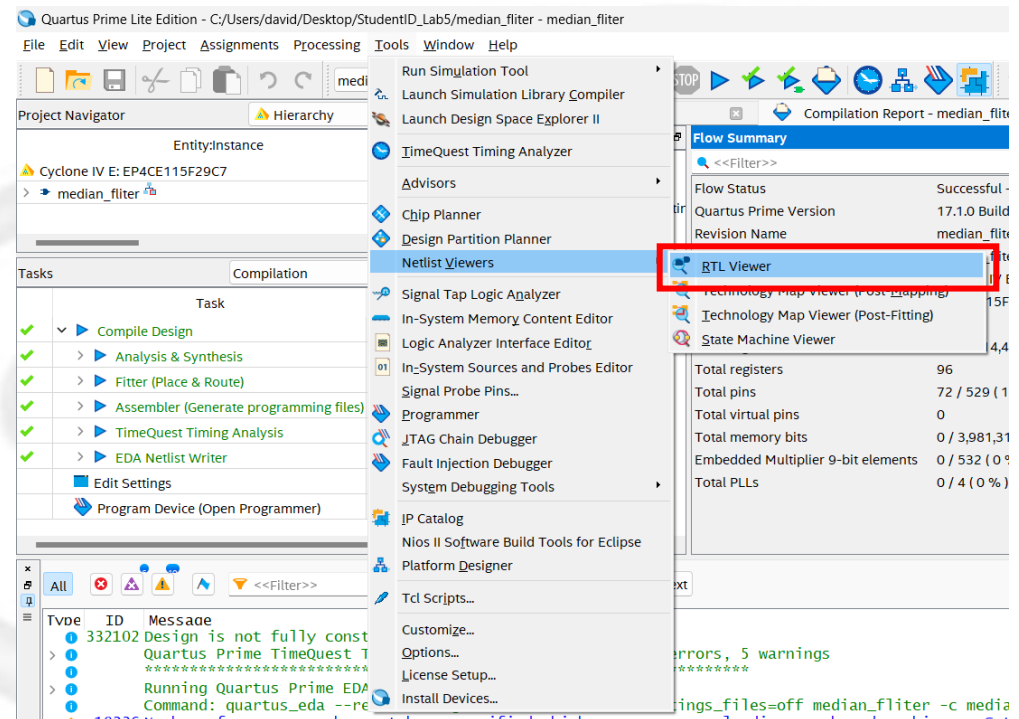 Quartus Prime Lite Edition - C:/Users/david/Desktop/StudentID_Lab5/median_fliter - median_fliter
File Edit View Project Assignments Processing Tools Window Help
medi
STOP
Project Navigator
Hierarchy
Entity:Instance
Cyclone IV E: EP4CE115F29C7
median_fliter
Tasks
Compilation
Task
Compile Design
Analysis & Synthesis
Fitter (Place & Route)
Assembler (Generate programming files)
TimeQuest Timing Analysis
EDA Netlist Writer
Edit Settings
Program Device (Open Programmer)
Run Simulation Tool
Launch Simulation Library Compiler
Launch Design Space Explorer II
TimeQuest Timing Analyzer
Advisors
Chip Planner
Design Partition Planner
Netlist Viewers
Signal Tap Logic Analyzer
In-System Memory Content Editor
Logic Analyzer Interface Editor
In-System Sources and Probes Editor
Signal Probe Pins...
Programmer
JTAG Chain Debugger
Fault Injection Debugger
System Debugging Tools
IP Catalog
Nios II Software Build Tools for Eclipse
Platform Designer
Tcl Scripts...
Customize...
Options...
License Setup...
Install Devices...
RTL Viewer
Technology Map Viewer (Post-Mapping)
Technology Map Viewer (Post-Fitting)
State Machine Viewer
Compilation Report - median_flite
Flow Summary
<<Filter>>
Flow Status Successful -
Quartus Prime Version 17.1.0 Build
Revision Name median_flite
Total registers 96
Total pins 72 / 529 ( 1
Total virtual pins 0
Total memory bits 0 / 3,981,31
Embedded Multiplier 9-bit elements 0 / 532 ( 0 %
Total PLLs 0 / 4 ( 0 % )
All <<Filter>> ext
Type ID Message
332102 Design is not fully const
Quartus Prime TimeQuest T errors, 5 warnings
Running Quartus Prime EDA
Command: quartus_eda --re ings_files=off median_fliter -c media